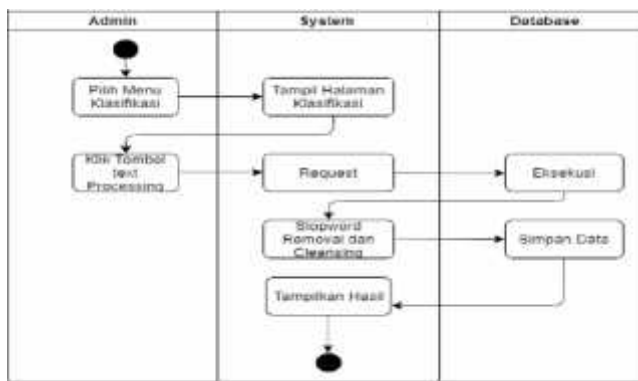 Admin
System
Database
Pilih Menu
Klasifikasi
Tampil Halaman
Klasifikasi
Klik Tombol
text
Processing
Request
Eksekusi
Stopword
Removal dan
Cleansing
Simpan Data
Tampilkan Hasil